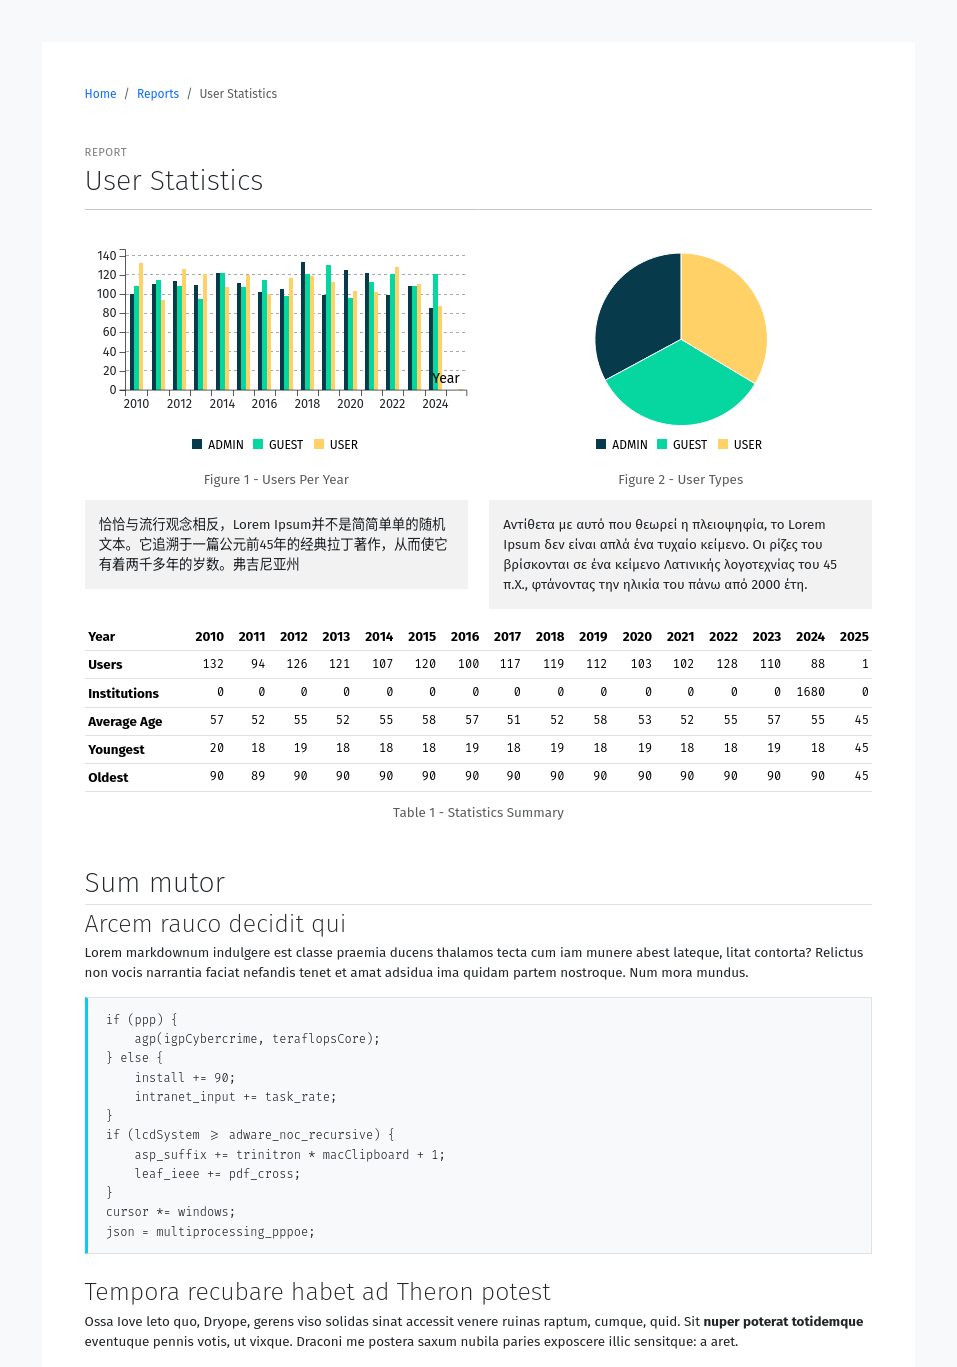 Home / Reports / User Statistics
REPORT
User Statistics
140
120
100
80
60
40
20
0
Year
2010 2012 2014 2016 2018 2020 2022 2024
ADMIN GUEST USER
Figure 1 - Users Per Year
ADMIN GUEST USER
Figure 2 - User Types
恰恰与流行观念相反，Lorem Ipsum并不是简简单单的随机
文本。它追溯于一篇公元前45年的经典拉丁著作，从而使它
有着两千多年的岁数。弗吉尼亚州
Αντίθετα με αυτό που θεωρεί η πλειοψηφία, το Lorem
Ipsum δεν είναι απλά ένα τυχαίο κείμενο. Οι ρίζες του
βρίσκονται σε ένα κείμενο Λατινικής λογοτεχνίας του 45
π.Χ., φτάνοντας την ηλικία του πάνω από 2000 έτη.
Year 2010 2011 2012 2013 2014 2015 2016 2017 2018 2019 2020 2021 2022 2023 2024 2025
Users 132 94 126 121 107 120 100 117 119 112 103 102 128 110 88 1
Institutions 0 0 0 0 0 0 0 0 0 0 0 0 0 0 1680 0
Average Age 57 52 55 52 55 58 57 51 52 58 53 52 55 57 55 45
Youngest 20 18 19 18 18 18 19 18 19 18 19 18 18 19 18 45
Oldest 90 89 90 90 90 90 90 90 90 90 90 90 90 90 90 45
Table 1 - Statistics Summary
Sum mutor
Arcem rauco decidit qui
Lorem markdownum indulgere est classe praemia ducens thalamos tecta cum iam munere abest lateque, litat contorta? Relictus
non vocis narrantia faciat nefandis tenet et amat adsidua ima quidam partem nostroque. Num mora mundus.
if (ppp) {
    agp(igpCybercrime, teraflopsCore);
} else {
    install += 90;
    intranet_input += task_rate;
}
if (lcdSystem >= adware_noc_recursive) {
    asp_suffix += trinitron * macClipboard + 1;
    leaf_ieee += pdf_cross;
}
cursor *= windows;
json = multiprocessing_pppoe;
Tempora recubare habet ad Theron potest
Ossa Iove leto quo, Dryope, gerens viso solidas sinat accessit venere ruinas raptum, cumque, quid. Sit nuper poterat totidemque
eventuque pennis votis, ut vixque. Draconi me postera saxum nubila paries exposcere illic sensitque: a aret.